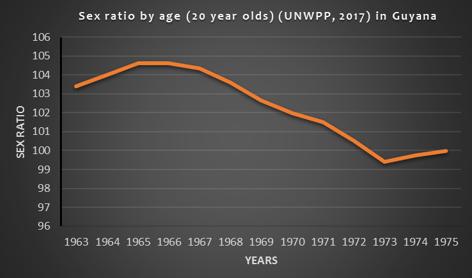 Sex ratio by age (20 year olds) (UNWPP, 2017) in Guyana
106
105
104
103
102
101
100
99
98
97
96
SEX RATIO
1963 1964 1965 1966 1967 1968 1969 1970 1971 1972 1973 1974 1975
YEARS